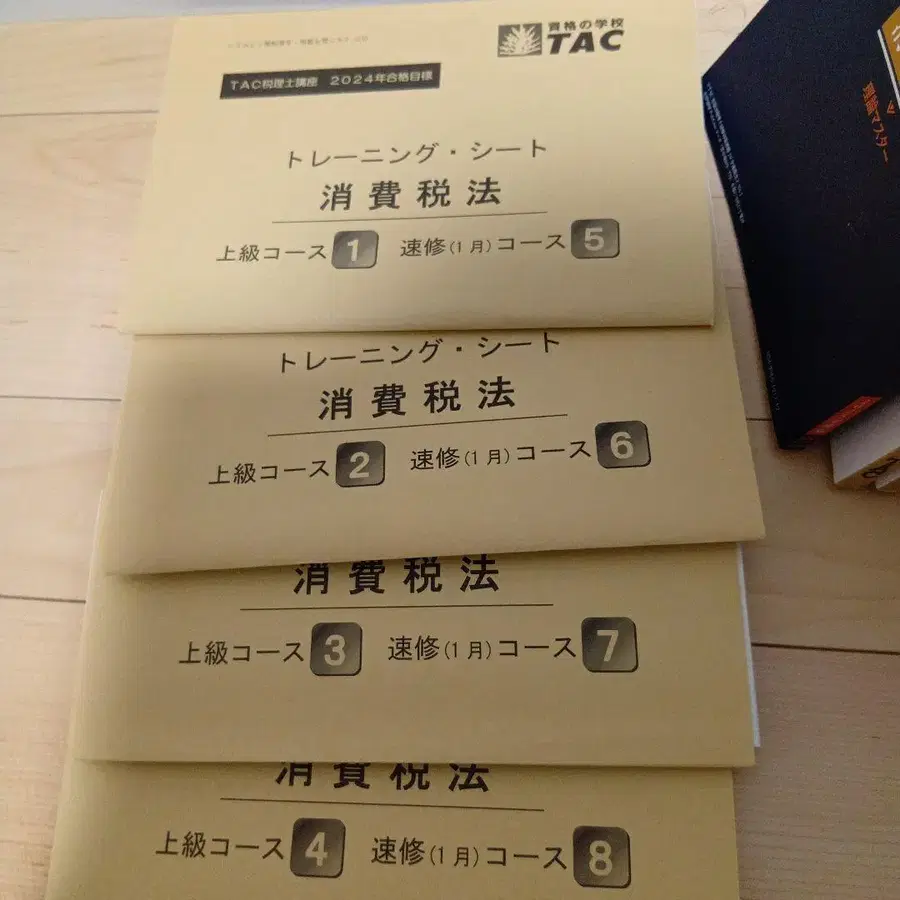 資格の学校
TAC
TAC税理士講座 2024年合格目標
トレーニング・シート
消費税法
上級コース 1 速修(1月)コース 5
トレーニング・シート
消費税法
上級コース 2 速修(1月)コース 6
消費税法
上級コース 3 速修(1月)コース 7
消費税法
上級コース 4 速修(1月)コース 8